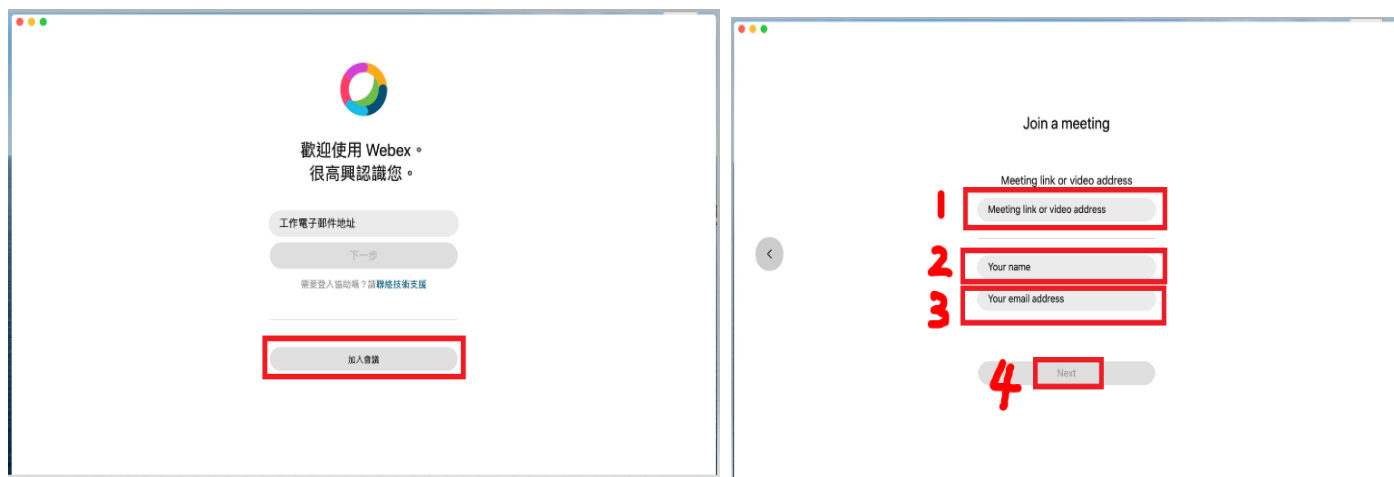 歡迎使用 Webex。
很高興認識您。
工作電子郵件地址
下一步
需要登入協助嗎？請聯絡技術支援
加入會議
Join a meeting
Meeting link or video address
1
Meeting link or video address
2
Your name
3
Your email address
4
Next